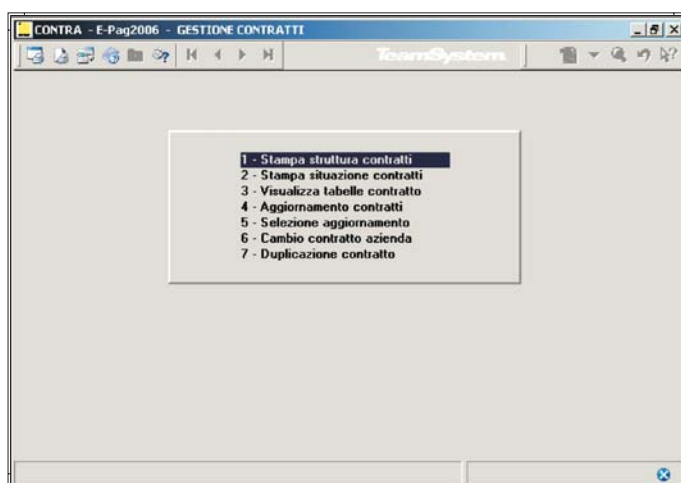 CONTRA - E-Pag2006 - GESTIONE CONTRATTI
TeamSystem
1 - Stampa struttura contratti
2 - Stampa situazione contratti
3 - Visualizza tabelle contratto
4 - Aggiornamento contratti
5 - Selezione aggiornamento
6 - Cambio contratto azienda
7 - Duplicazione contratto